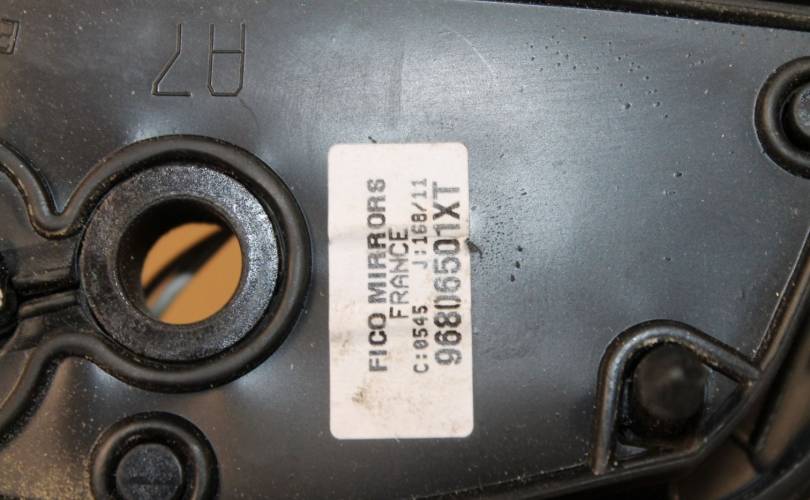 A7
FICO MIRRORS
FRANCE
C:0545 J:168/11
96806501XT